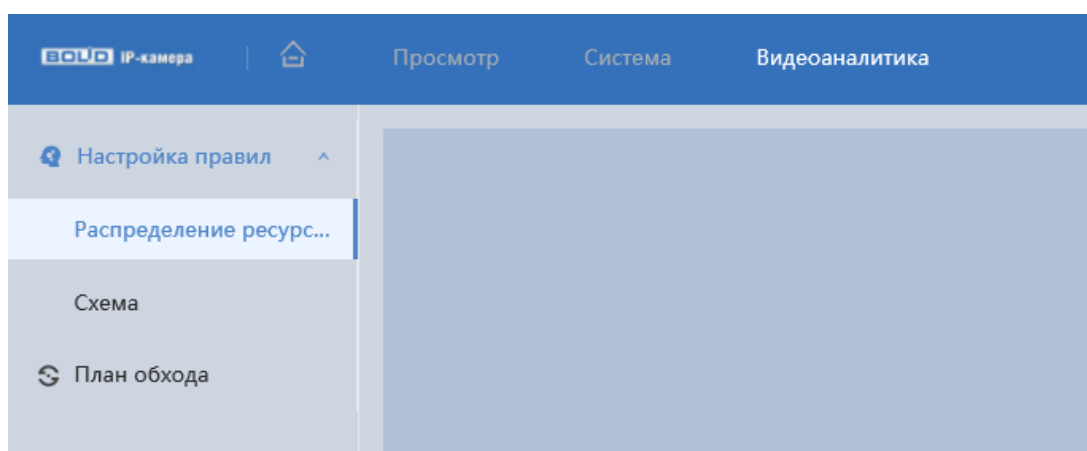 BOLID IP-камера Просмотр Система Видеоаналитика
Настройка правил
Распределение ресурс...
Схема
План обхода